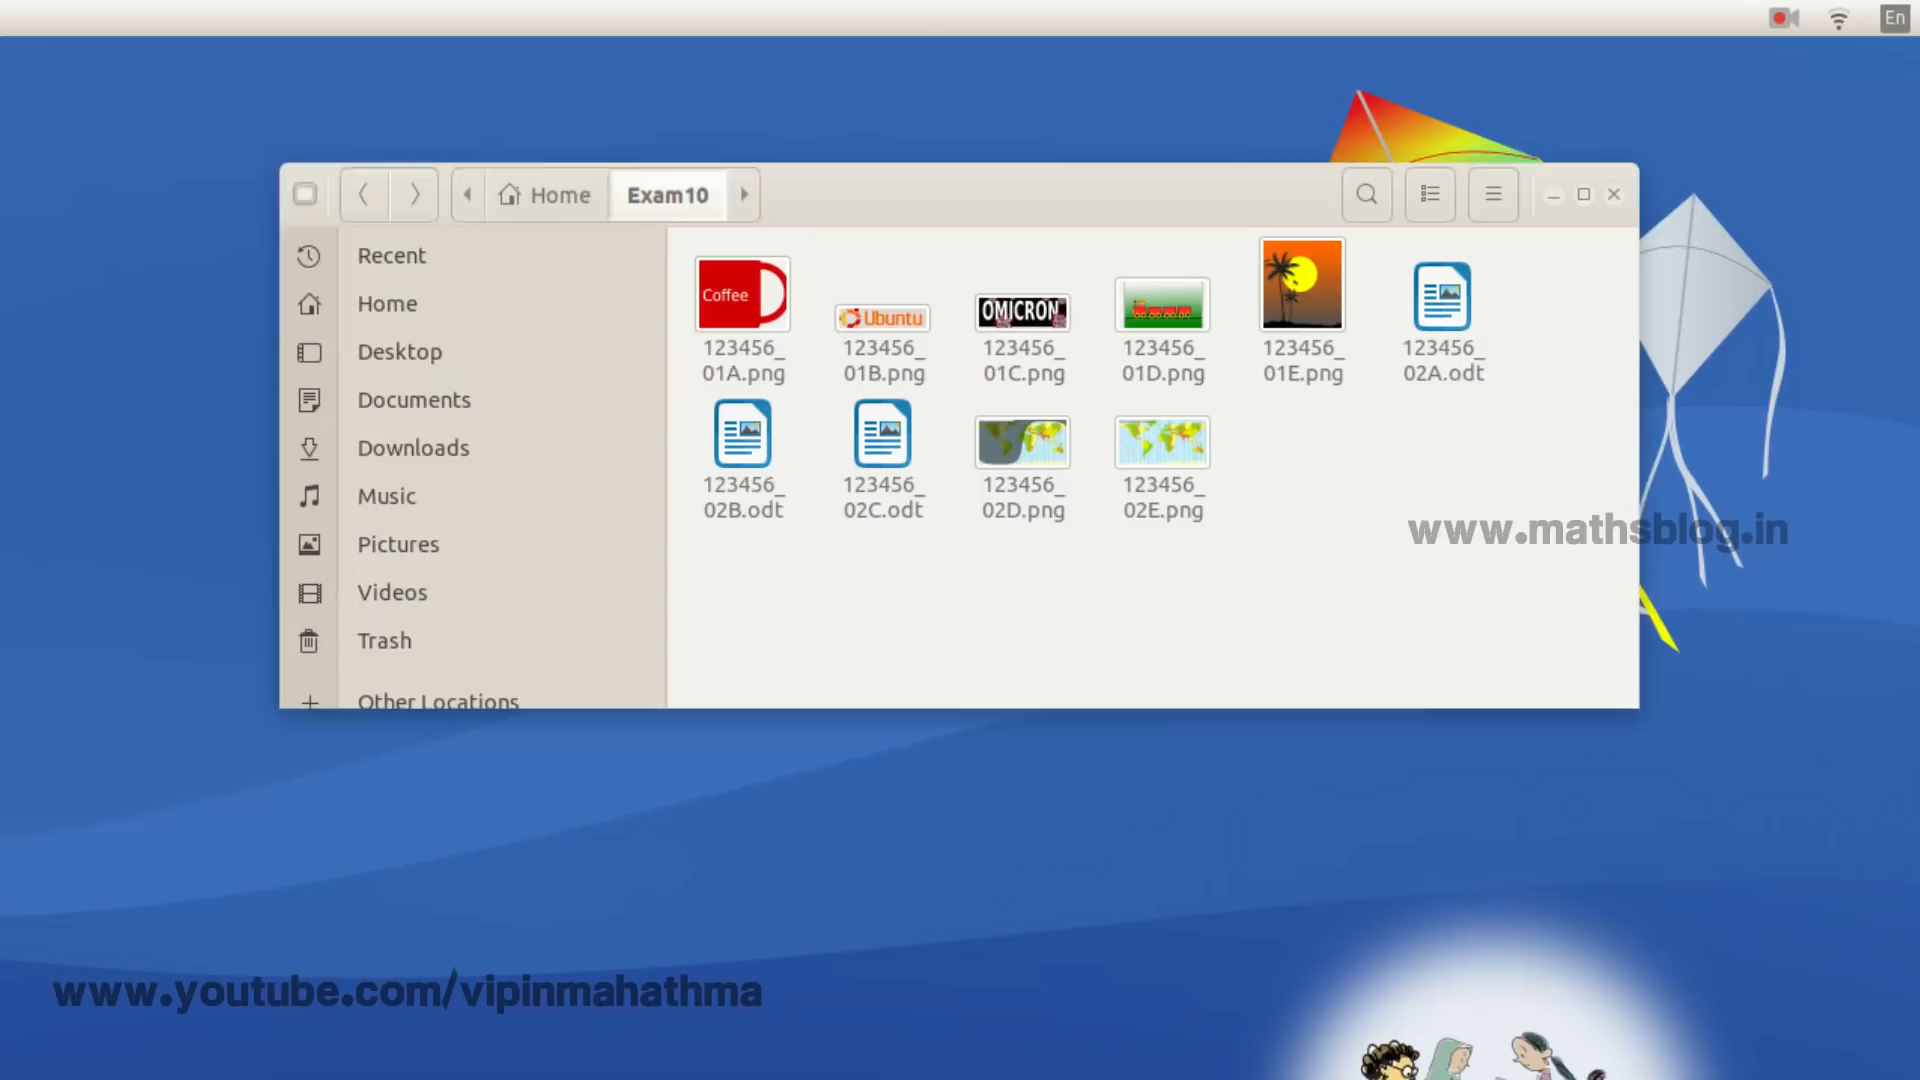 En
Home
Exam10
Recent
Home
Desktop
Documents
Downloads
Music
Pictures
Videos
Trash
Other Locations
Coffee
Ubuntu
OMICRON
123456_
01A.png
123456_
01B.png
123456_
01C.png
123456_
01D.png
123456_
01E.png
123456_
02A.odt
123456_
02B.odt
123456_
02C.odt
123456_
02D.png
123456_
02E.png
www.mathsblog.in
www.youtube.com/vipinmahathma